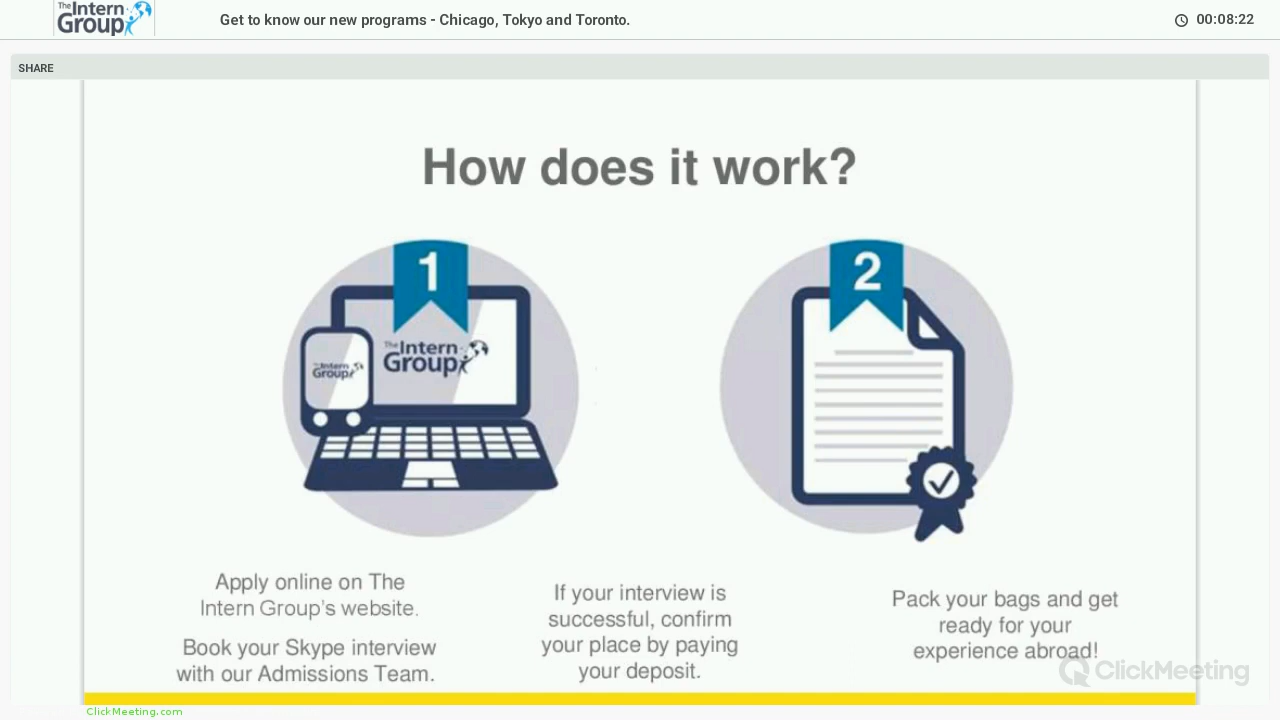 The Intern Group
Get to know our new programs - Chicago, Tokyo and Toronto.
00:08:22
SHARE
How does it work?
1
2
The Intern Group
The Intern Group
Apply online on The
Intern Group's website.
Book your Skype interview
with our Admissions Team.
If your interview is
successful, confirm
your place by paying
your deposit.
Pack your bags and get
ready for your
experience abroad!
ClickMeeting
ClickMeeting.com